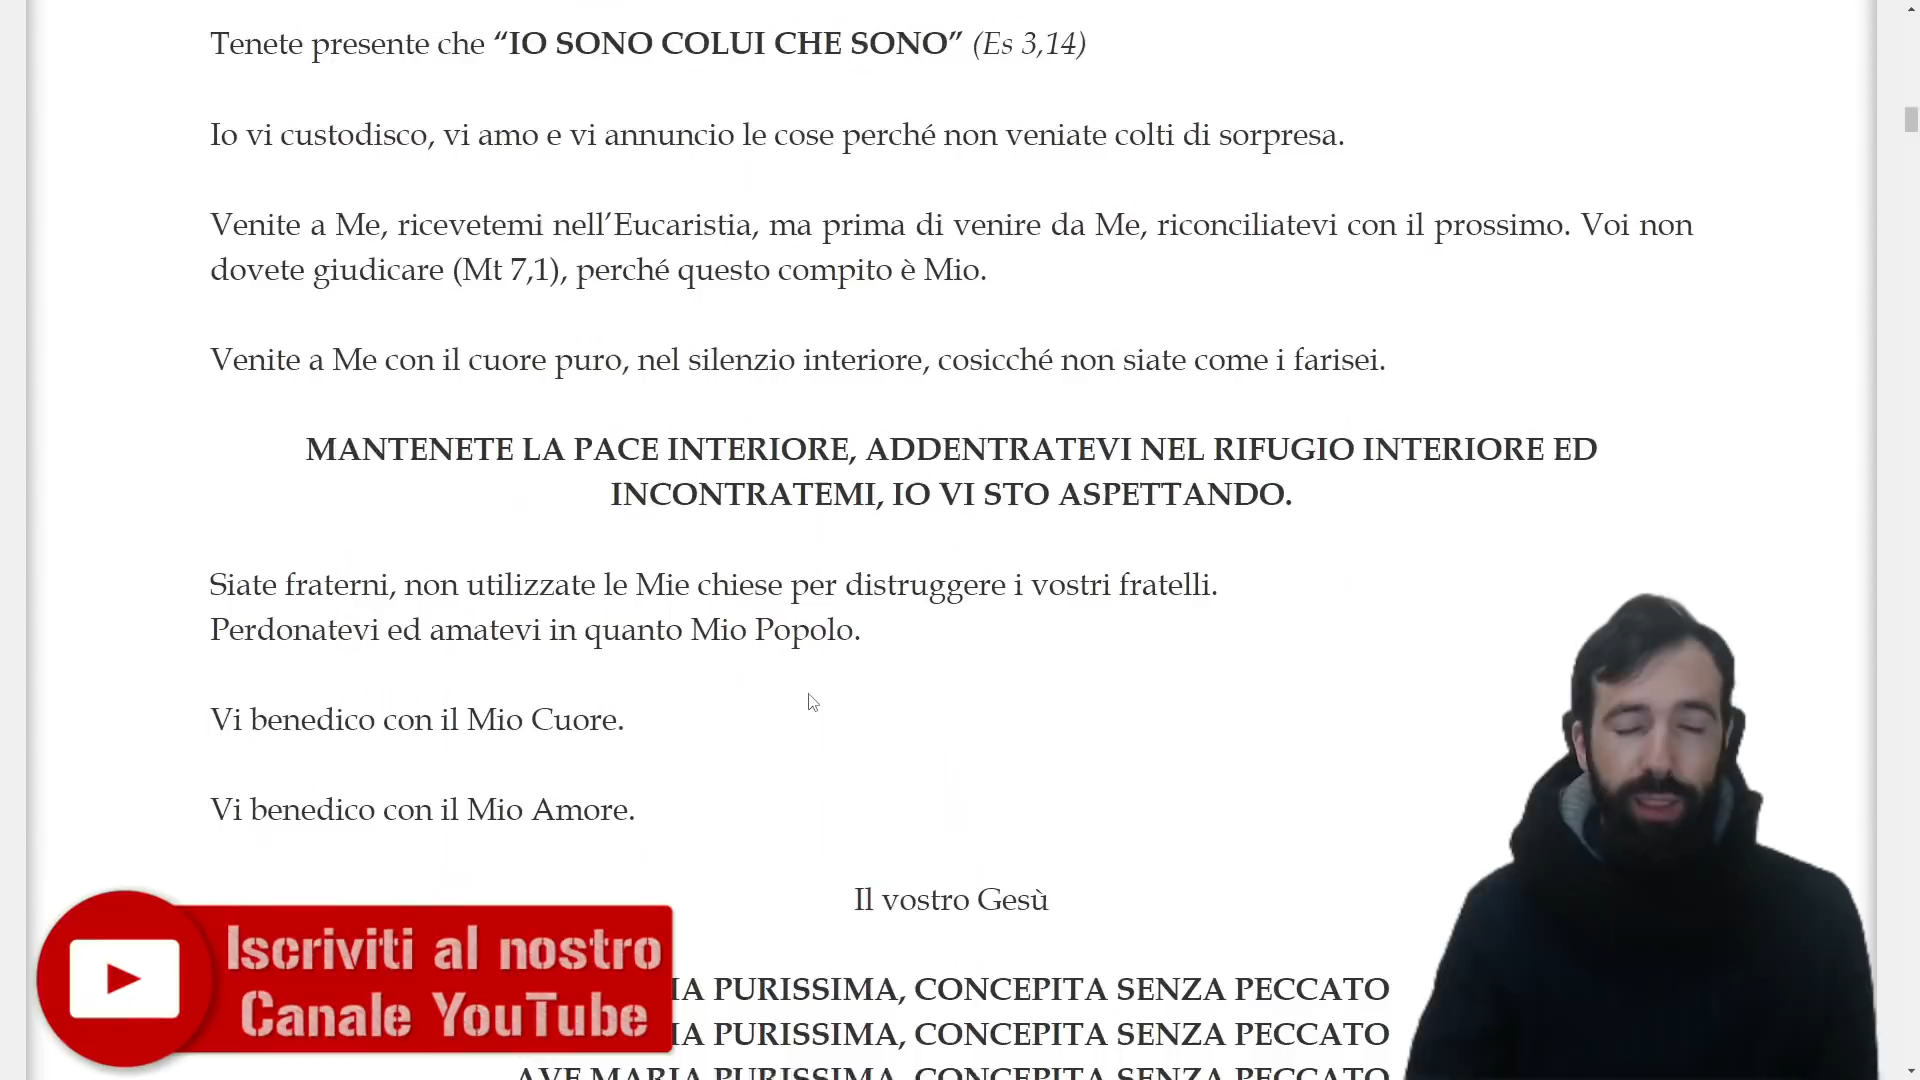 Tenete presente che “IO SONO COLUI CHE SONO” (Es 3,14)
Io vi custodisco, vi amo e vi annuncio le cose perché non veniate colti di sorpresa.
Venite a Me, ricevetemi nell’Eucaristia, ma prima di venire da Me, riconciliatevi con il prossimo. Voi non
dovete giudicare (Mt 7,1), perché questo compito è Mio.
Venite a Me con il cuore puro, nel silenzio interiore, cosicché non siate come i farisei.
MANTENETE LA PACE INTERIORE, ADDENTRATEVI NEL RIFUGIO INTERIORE ED
INCONTRATEMI, IO VI STO ASPETTANDO.
Siate fraterni, non utilizzate le Mie chiese per distruggere i vostri fratelli.
Perdonatevi ed amatevi in quanto Mio Popolo.
Vi benedico con il Mio Cuore.
Vi benedico con il Mio Amore.
Il vostro Gesù
PURISSIMA, CONCEPITA SENZA PECCATO
PURISSIMA, CONCEPITA SENZA PECCATO
AVE MARIA PURISSIMA, CONCEPITA SENZA PECCATO
Iscriviti al nostro
Canale YouTube